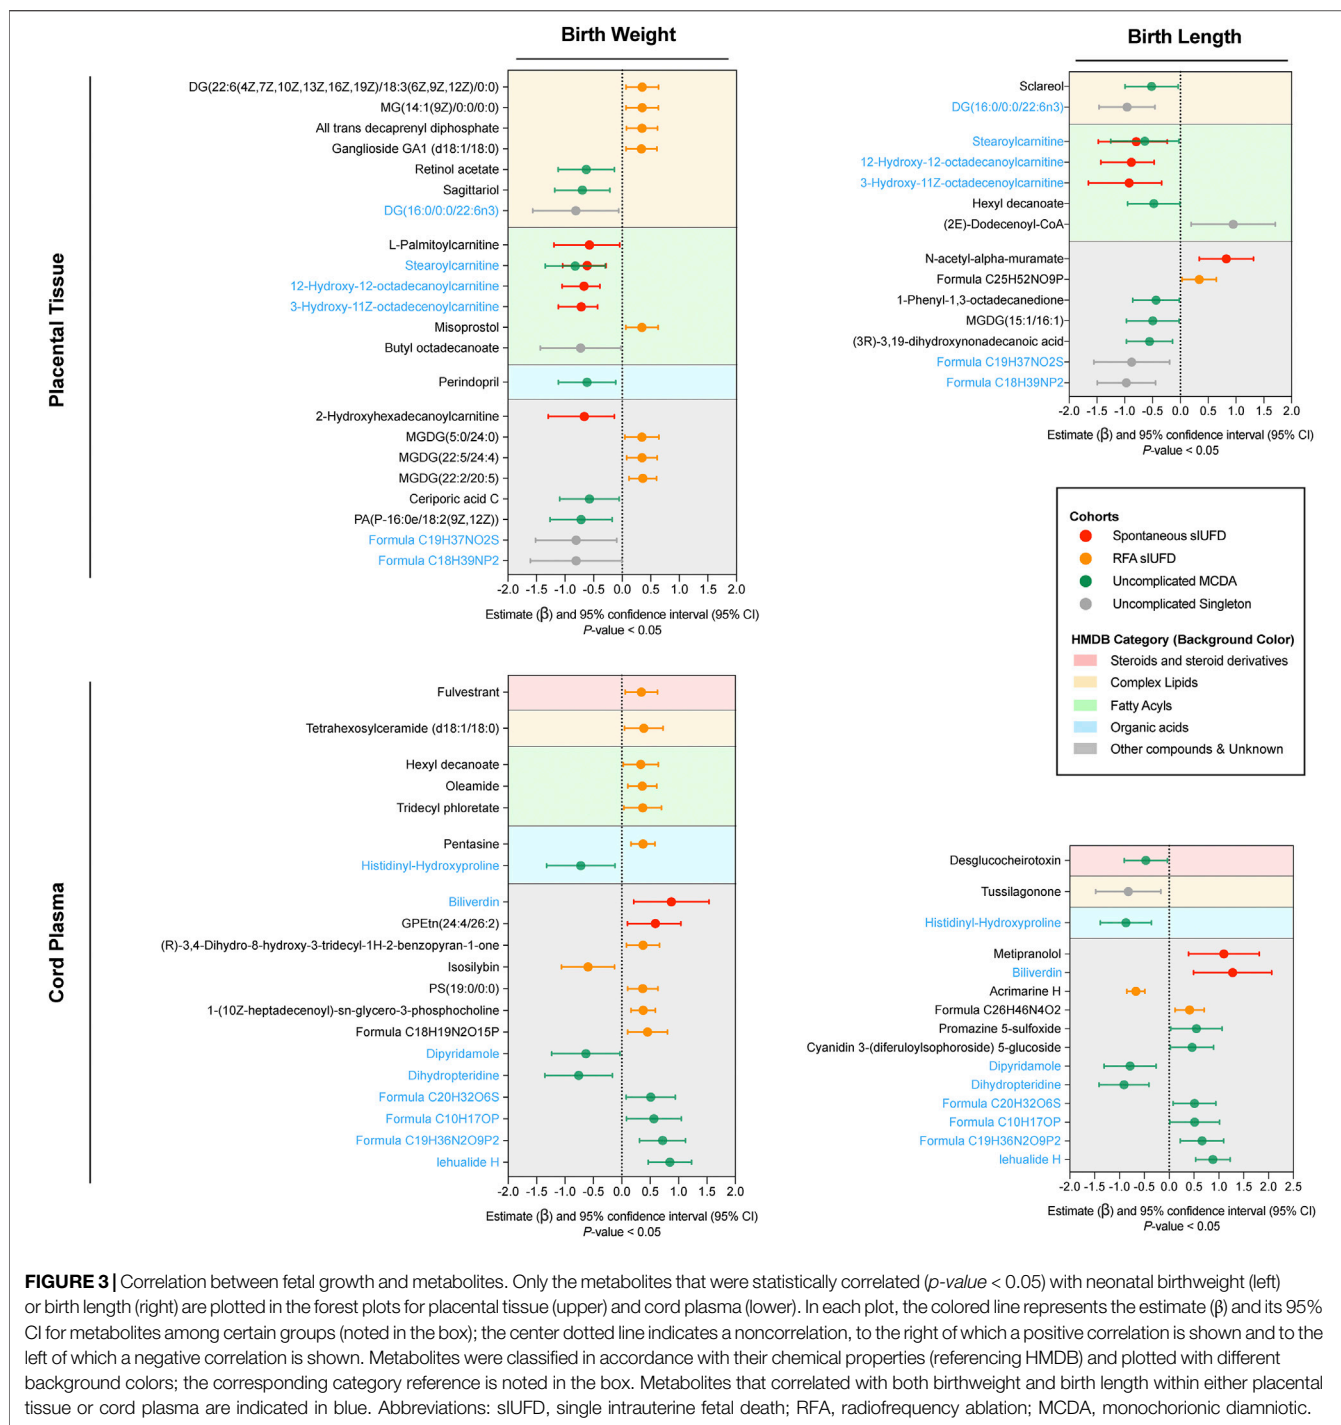 Birth Weight
Placental Tissue
DG(22:6(4Z,7Z,10Z,13Z,16Z,19Z)/18:3(6Z,9Z,12Z)/0:0)
MG(14:1(9Z)/0:0/0:0)
All trans decaprenyl diphosphate
Ganglioside GA1 (d18:1/18:0)
Retinol acetate
Sagittariol
DG(16:0/0:0/22:6n3)
L-Palmitoylcarnitine
Stearoylcarnitine
12-Hydroxy-12-octadecanoylcarnitine
3-Hydroxy-11Z-octadecenoylcarnitine
Misoprostol
Butyl octadecanoate
Perindopril
2-Hydroxyhexadecanoylcarnitine
MGDG(5:0/24:0)
MGDG(22:5/24:4)
MGDG(22:2/20:5)
Ceriporic acid C
PA(P-16:0e/18:2(9Z,12Z))
Formula C19H37NO2S
Formula C18H39NP2
-2.0 -1.5 -1.0 -0.5 0.0 0.5 1.0 1.5 2.0
Estimate (β) and 95% confidence interval (95% CI)
P-value < 0.05
Birth Length
Sclareol
DG(16:0/0:0/22:6n3)
Stearoylcarnitine
12-Hydroxy-12-octadecanoylcarnitine
3-Hydroxy-11Z-octadecenoylcarnitine
Hexyl decanoate
(2E)-Dodecenoyl-CoA
N-acetyl-alpha-muramate
Formula C25H52NO9P
1-Phenyl-1,3-octadecanedione
MGDG(15:1/16:1)
(3R)-3,19-dihydroxynonadecanoic acid
Formula C19H37NO2S
Formula C18H39NP2
-2.0 -1.5 -1.0 -0.5 0.0 0.5 1.0 1.5 2.0
Estimate (β) and 95% confidence interval (95% CI)
P-value < 0.05
Cohorts
Spontaneous sIUFD
RFA sIUFD
Uncomplicated MCDA
Uncomplicated Singleton
HMDB Category (Background Color)
Steroids and steroid derivatives
Complex Lipids
Fatty Acyls
Organic acids
Other compounds & Unknown
Cord Plasma
Fulvestrant
Tetrahexosylceramide (d18:1/18:0)
Hexyl decanoate
Oleamide
Tridecyl phloretate
Pentasine
Histidinyl-Hydroxyproline
Biliverdin
GPEtn(24:4/26:2)
(R)-3,4-Dihydro-8-hydroxy-3-tridecyl-1H-2-benzopyran-1-one
Isosilybin
PS(19:0/0:0)
1-(10Z-heptadecenoyl)-sn-glycero-3-phosphocholine
Formula C18H19N2O15P
Dipyridamole
Dihydropteridine
Formula C20H32O6S
Formula C10H17OP
Formula C19H36N2O9P2
Iehualide H
-2.0 -1.5 -1.0 -0.5 0.0 0.5 1.0 1.5 2.0
Estimate (β) and 95% confidence interval (95% CI)
P-value < 0.05
Desglucocheirotoxin
Tussilagonone
Histidinyl-Hydroxyproline
Metipranolol
Biliverdin
Acrimarine H
Formula C26H46N4O2
Promazine 5-sulfoxide
Cyanidin 3-(diferuloylsophoroside) 5-glucoside
Dipyridamole
Dihydropteridine
Formula C20H32O6S
Formula C10H17OP
Formula C19H36N2O9P2
Iehualide H
-2.0 -1.5 -1.0 -0.5 0.0 0.5 1.0 1.5 2.0 2.5
Estimate (β) and 95% confidence interval (95% CI)
P-value < 0.05
FIGURE 3 | Correlation between fetal growth and metabolites. Only the metabolites that were statistically correlated (p-value < 0.05) with neonatal birthweight (left)
or birth length (right) are plotted in the forest plots for placental tissue (upper) and cord plasma (lower). In each plot, the colored line represents the estimate (β) and its 95%
CI for metabolites among certain groups (noted in the box); the center dotted line indicates a noncorrelation, to the right of which a positive correlation is shown and to the
left of which a negative correlation is shown. Metabolites were classified in accordance with their chemical properties (referencing HMDB) and plotted with different
background colors; the corresponding category reference is noted in the box. Metabolites that correlated with both birthweight and birth length within either placental
tissue or cord plasma are indicated in blue. Abbreviations: sIUFD, single intrauterine fetal death; RFA, radiofrequency ablation; MCDA, monochorionic diamniotic.